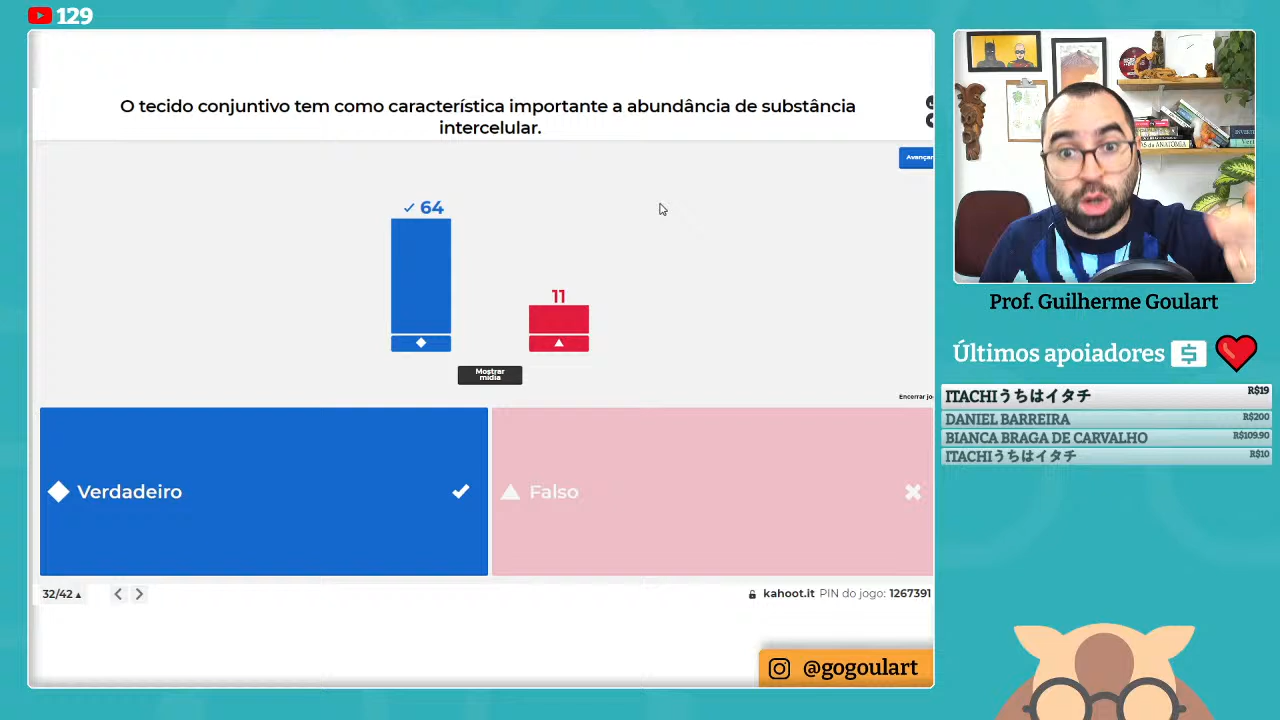 129
O tecido conjuntivo tem como característica importante a abundância de substância
intercelular.
Avançar
64
11
Mostrar
mídia
Encerrar jo
Verdadeiro
Falso
32/42
kahoot.it PIN do jogo: 1267391
@gogoulart
Prof. Guilherme Goulart
Últimos apoiadores
ITACHIうちはイタチ R$19
DANIEL BARREIRA R$200
BIANCA BRAGA DE CARVALHO R$109.90
ITACHIうちはイタチ R$10